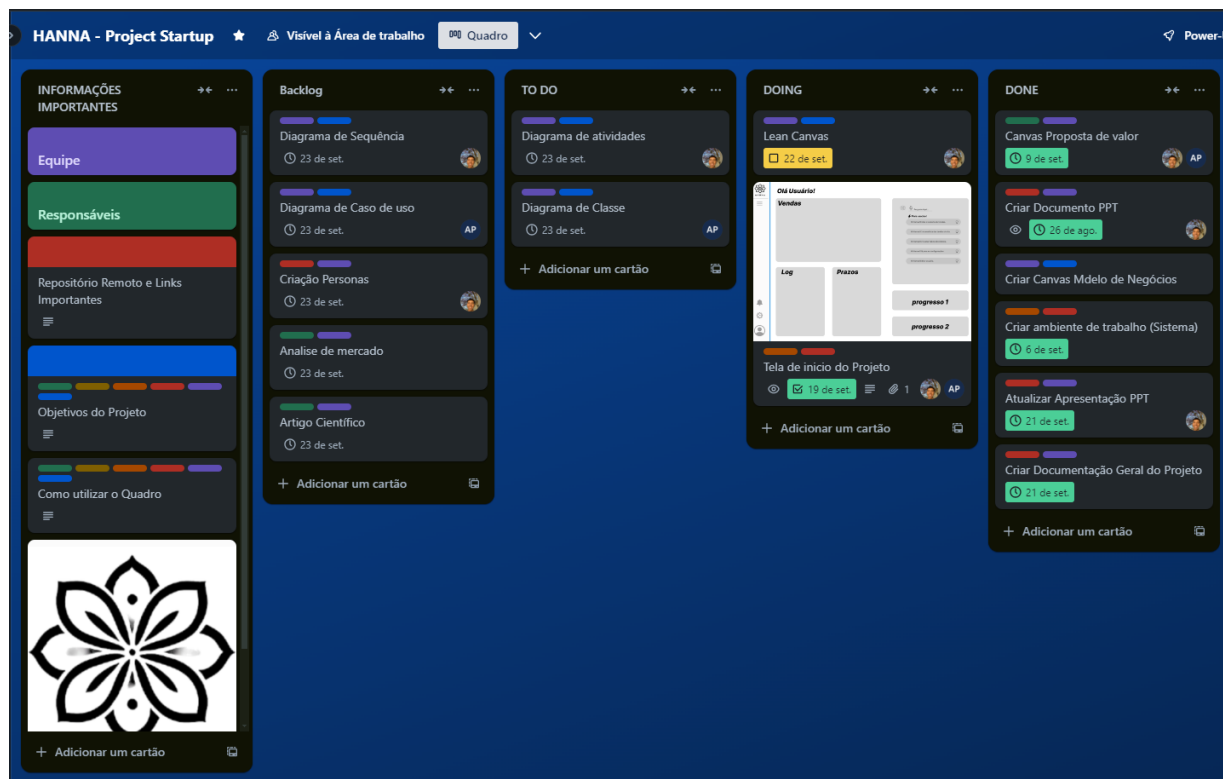 HANNA - Project Startup
Visível à Área de trabalho
Quadro
Power-
INFORMAÇÕES
IMPORTANTES
Equipe
Responsáveis
Repositório Remoto e Links
Importantes
Objetivos do Projeto
Como utilizar o Quadro
+ Adicionar um cartão
Backlog
Diagrama de Sequência
23 de set.
Diagrama de Caso de uso
23 de set.
AP
Criação Personas
23 de set.
Analise de mercado
23 de set.
Artigo Científico
23 de set.
+ Adicionar um cartão
TO DO
Diagrama de atividades
23 de set.
Diagrama de Classe
23 de set.
AP
+ Adicionar um cartão
DOING
Lean Canvas
22 de set.
Olá Usuário!
Vendas
Log
Prazos
progresso 1
progresso 2
Tela de inicio do Projeto
19 de set.
1
AP
+ Adicionar um cartão
DONE
Canvas Proposta de valor
9 de set.
AP
Criar Documento PPT
26 de ago.
Criar Canvas Mdelo de Negócios
Criar ambiente de trabalho (Sistema)
6 de set.
Atualizar Apresentação PPT
21 de set.
Criar Documentação Geral do Projeto
21 de set.
+ Adicionar um cartão